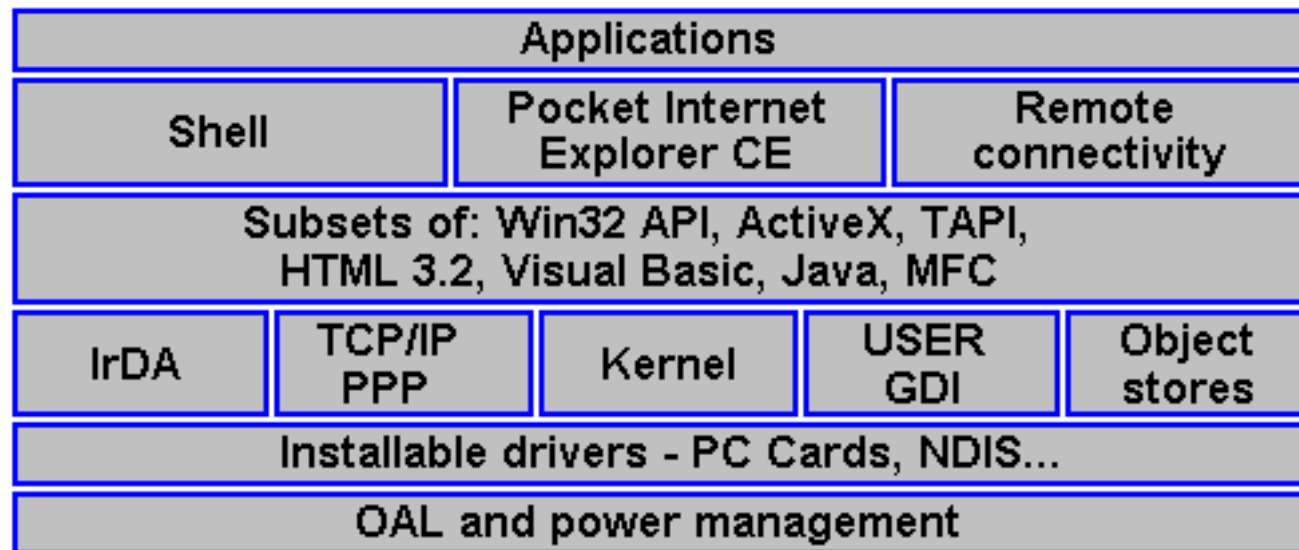 Applications
Shell
Pocket Internet
Explorer CE
Remote
connectivity
Subsets of: Win32 API, ActiveX, TAPI,
HTML 3.2, Visual Basic, Java, MFC
IrDA
TCP/IP
PPP
Kernel
USER
GDI
Object
stores
Installable drivers - PC Cards, NDIS...
OAL and power management